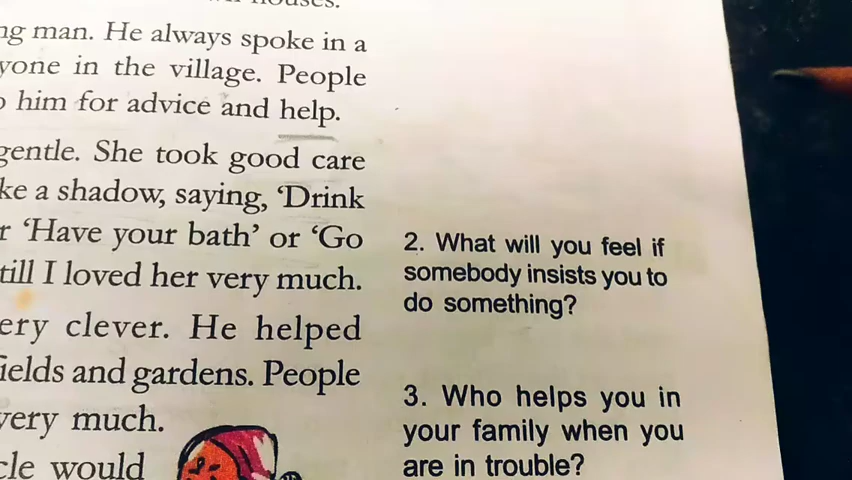 houses.
ng man. He always spoke in a
yone in the village. People
o him for advice and help.
gentle. She took good care
ke a shadow, saying, ‘Drink
r ‘Have your bath’ or ‘Go
till I loved her very much.
ery clever. He helped
fields and gardens. People
very much.
cle would
2. What will you feel if
somebody insists you to
do something?
3. Who helps you in
your family when you
are in trouble?